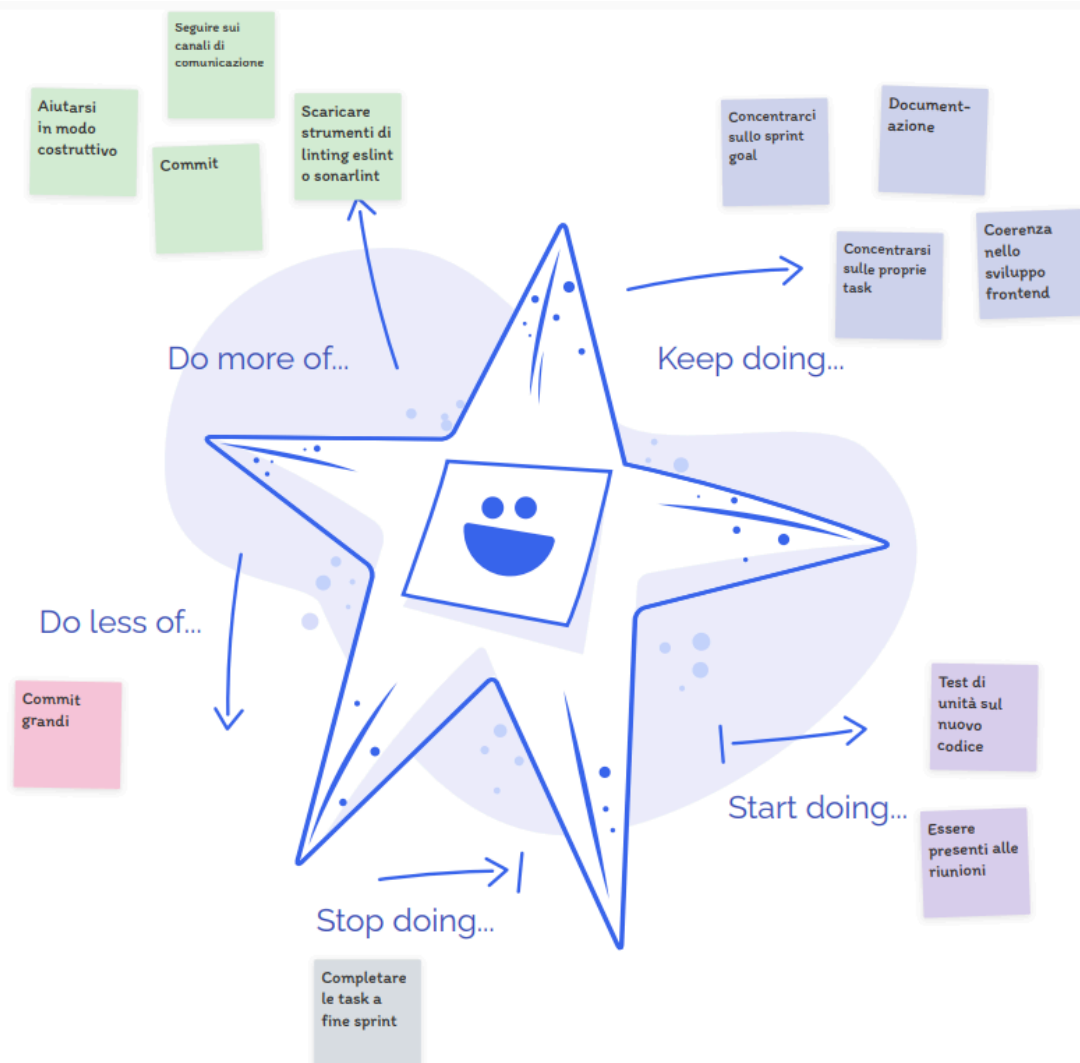 Seguire sui
canali di
comunicazione
Aiutarsi
in modo
costruttivo
Commit
Scaricare
strumenti di
linting eslint
o sonarlint
Do more of...
Concentrarci
sullo sprint
goal
Document-
azione
Concentrarsi
sulle proprie
task
Coerenza
nello
sviluppo
frontend
Keep doing...
Do less of...
Commit
grandi
Test di
unità sul
nuovo
codice
Start doing...
Essere
presenti alle
riunioni
Stop doing...
Completare
le task a
fine sprint